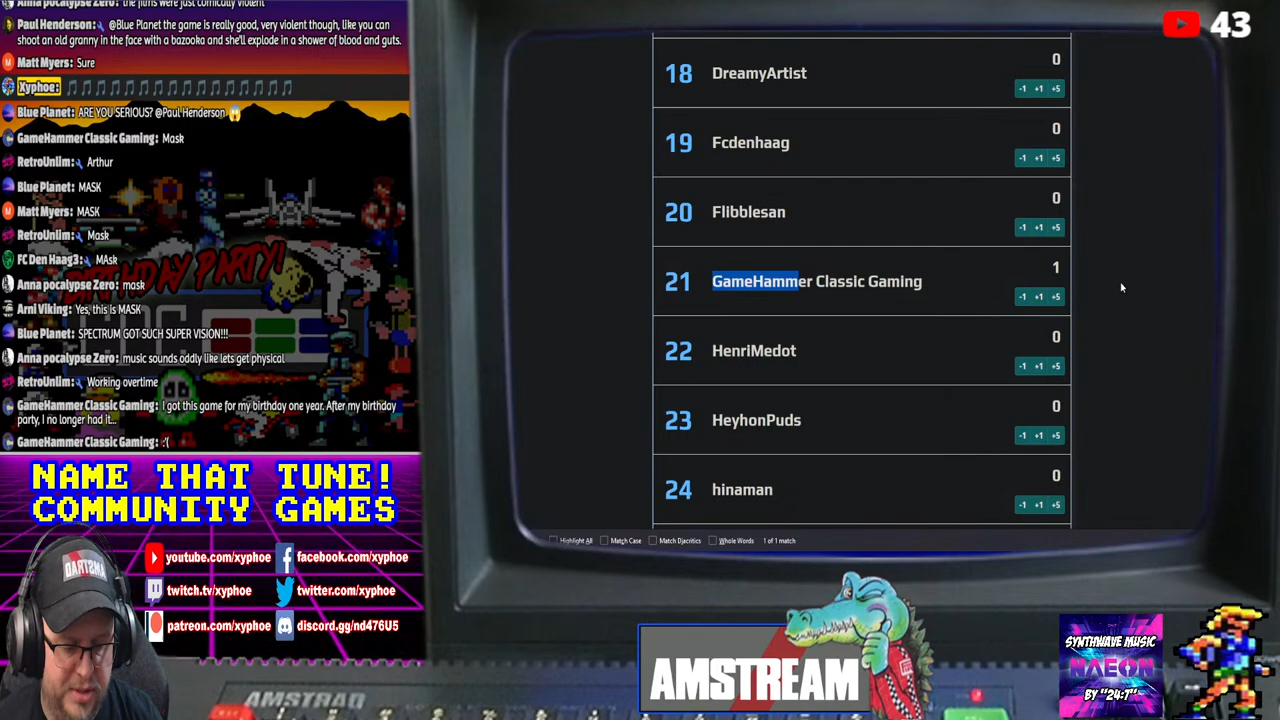 Anna pocalypse Zero: the films were just comically violent
Paul Henderson: @Blue Planet the game is really good, very violent though, like you can
shoot an old granny in the face with a bazooka and she'll explode in a shower of blood and guts.
Matt Myers: Sure
Xyphoe:
Blue Planet: ARE YOU SERIOUS? @Paul Henderson 😱
GameHammer Classic Gaming: Mask
RetroUnlim: Arthur
Blue Planet: MASK
Matt Myers: MASK
RetroUnlim: Mask
FC Den Haag3: MAsk
Anna pocalypse Zero: mask
Arni Viking: Yes, this is MASK
Blue Planet: SPECTRUM GOT SUCH SUPER VISION!!!
Anna pocalypse Zero: music sounds oddly like lets get physical
RetroUnlim: Working overtime
GameHammer Classic Gaming: I got this game for my birthday one year. After my birthday
party, I no longer had it...
GameHammer Classic Gaming: :'(
BIRTHDAY PARTY!
NAME THAT TUNE!
COMMUNITY GAMES
youtube.com/xyphoe
facebook.com/xyphoe
twitch.tv/xyphoe
twitter.com/xyphoe
patreon.com/xyphoe
discord.gg/nd476U5
AMSTRAD
43
18 DreamyArtist 0
-1 +1 +5
19 Fcdenhaag 0
-1 +1 +5
20 Flibblesan 0
-1 +1 +5
21 GameHammer Classic Gaming 1
-1 +1 +5
22 HenriMedot 0
-1 +1 +5
23 HeyhonPuds 0
-1 +1 +5
24 hinaman 0
-1 +1 +5
Highlight All Match Case Match Diacritics Whole Words 1 of 1 match
AMSTRAD
AMSTREAM
SYNTHWAVE MUSIC
NAEON
BY "24:7"